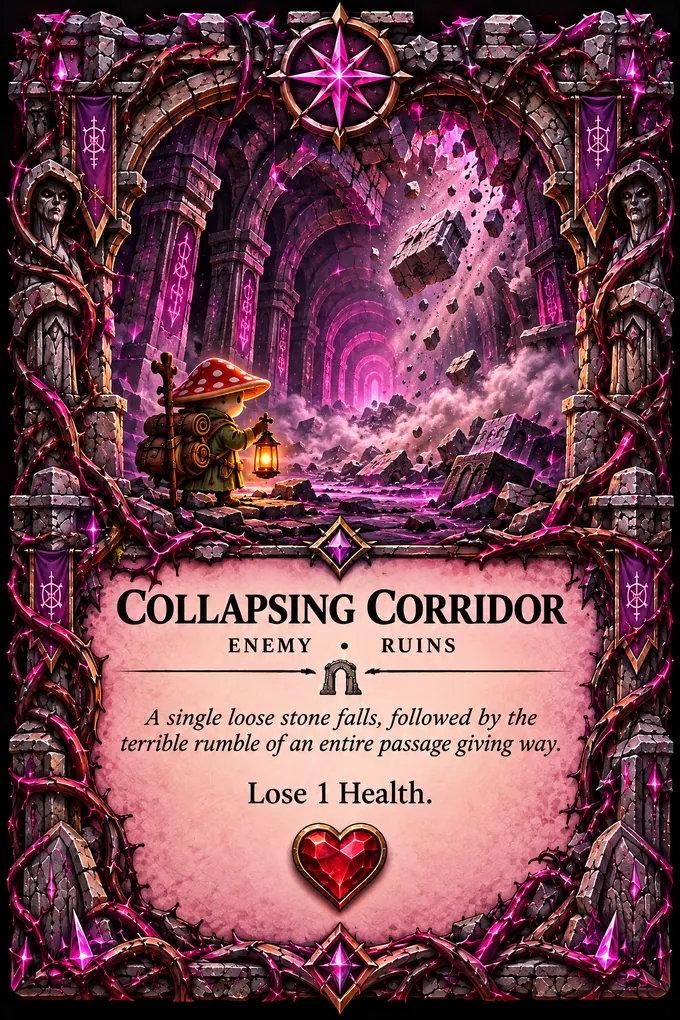 COLLAPSING CORRIDOR
ENEMY • RUINS
A single loose stone falls, followed by the
terrible rumble of an entire passage giving way.
Lose 1 Health.